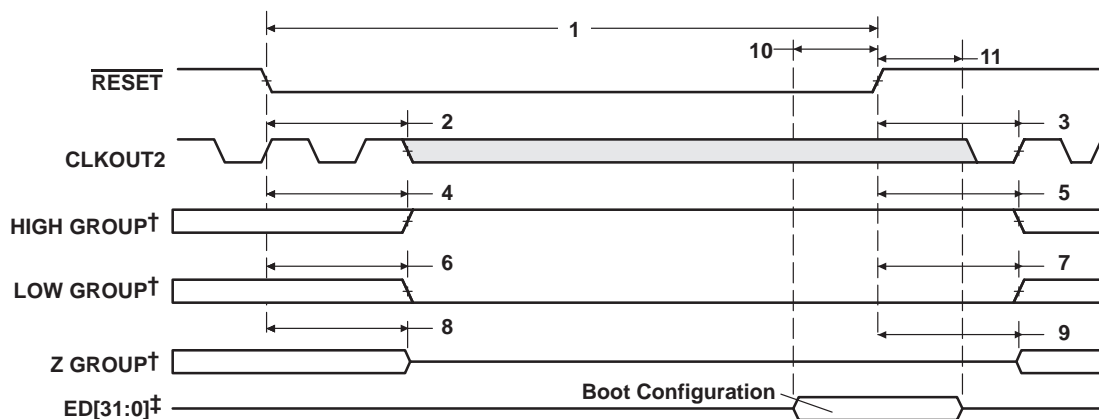 1
10
11
RESET
2
3
CLKOUT2
4
5
HIGH GROUP†
6
7
LOW GROUP†
8
9
Z GROUP†
Boot Configuration
ED[31:0]‡